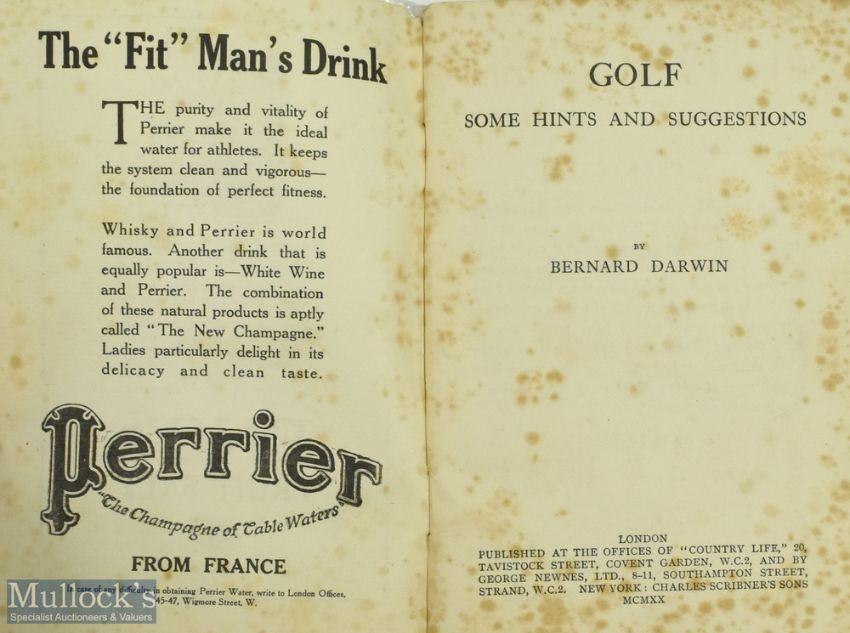 The "Fit" Man's Drink
THE purity and vitality of
Perrier make it the ideal
water for athletes. It keeps
the system clean and vigorous—
the foundation of perfect fitness.
Whisky and Perrier is world
famous. Another drink that is
equally popular is—White Wine
and Perrier. The combination
of these natural products is aptly
called "The New Champagne."
Ladies particularly delight in its
delicacy and clean taste.
Perrier
"The Champagne of Table Waters"
FROM FRANCE
In case of any difficulty in obtaining Perrier Water, write to London Offices,
45-47, Wigmore Street, W.
Mullock's
Specialist Auctioneers & Valuers
GOLF
SOME HINTS AND SUGGESTIONS
BY
BERNARD DARWIN
LONDON
PUBLISHED AT THE OFFICES OF "COUNTRY LIFE," 20,
TAVISTOCK STREET, COVENT GARDEN, W.C.2, AND BY
GEORGE NEWNES, LTD., 8-11, SOUTHAMPTON STREET,
STRAND, W.C.2. NEW YORK: CHARLES SCRIBNER'S SONS
MCMXX